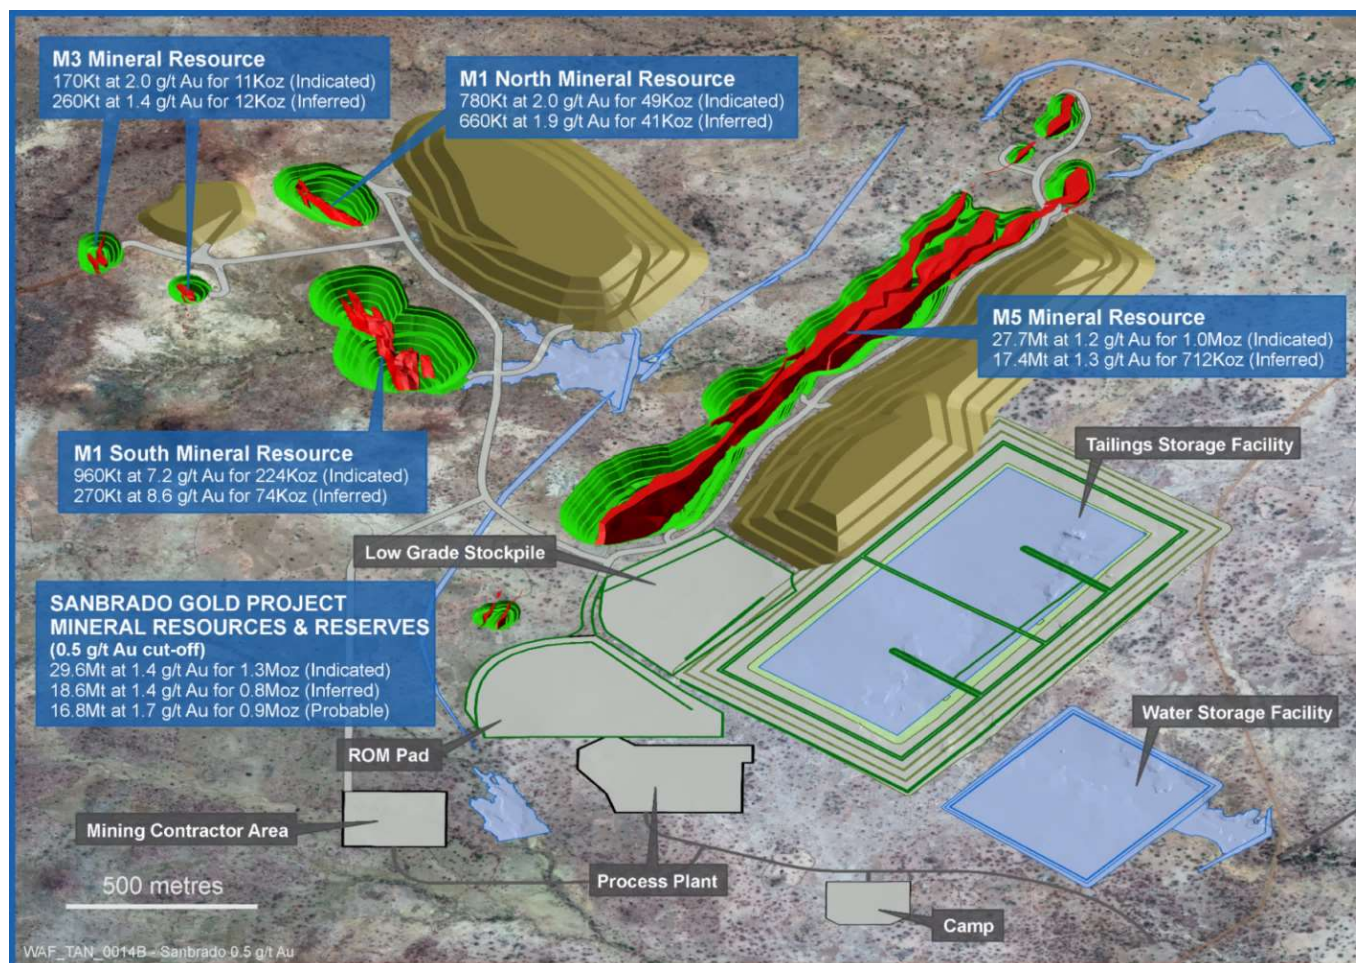 M3 Mineral Resource
170Kt at 2.0 g/t Au for 11Koz (Indicated)
260Kt at 1.4 g/t Au for 12Koz (Inferred)
M1 North Mineral Resource
780Kt at 2.0 g/t Au for 49Koz (Indicated)
660Kt at 1.9 g/t Au for 41Koz (Inferred)
M5 Mineral Resource
27.7Mt at 1.2 g/t Au for 1.0Moz (Indicated)
17.4Mt at 1.3 g/t Au for 712Koz (Inferred)
M1 South Mineral Resource
960Kt at 7.2 g/t Au for 224Koz (Indicated)
270Kt at 8.6 g/t Au for 74Koz (Inferred)
Tailings Storage Facility
Low Grade Stockpile
SANBRADO GOLD PROJECT
MINERAL RESOURCES & RESERVES
(0.5 g/t Au cut-off)
29.6Mt at 1.4 g/t Au for 1.3Moz (Indicated)
18.6Mt at 1.4 g/t Au for 0.8Moz (Inferred)
16.8Mt at 1.7 g/t Au for 0.9Moz (Probable)
Water Storage Facility
ROM Pad
Mining Contractor Area
500 metres
Process Plant
Camp
WAF_TAN_0014B - Sanbrado 0.5 g/t Au